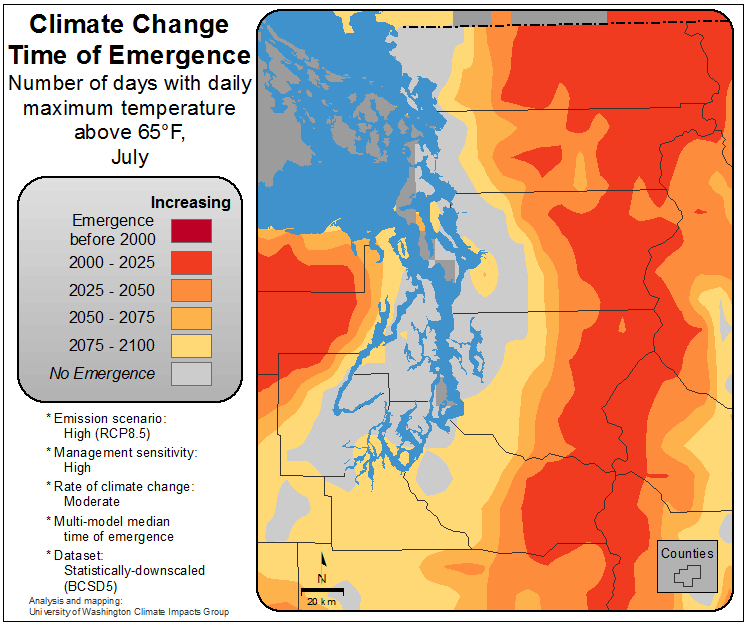 Climate Change
Time of Emergence
Number of days with daily
maximum temperature
above 65°F,
July
Increasing
Emergence
before 2000
2000 - 2025
2025 - 2050
2050 - 2075
2075 - 2100
No Emergence
* Emission scenario:
High (RCP8.5)
* Management sensitivity:
High
* Rate of climate change:
Moderate
* Multi-model median
time of emergence
* Dataset:
Statistically-downscaled
(BCSD5)
Analysis and mapping:
University of Washington Climate Impacts Group
N
20 km
Counties